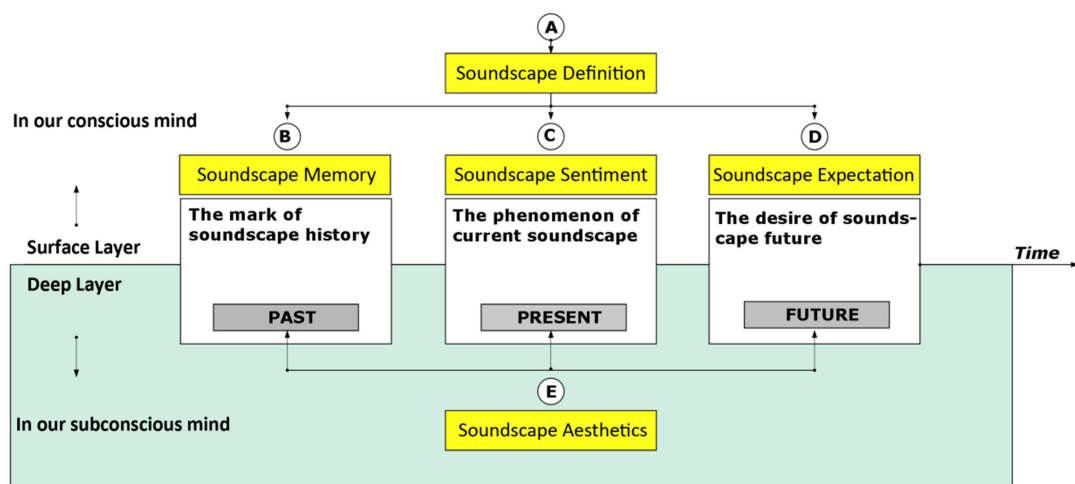 A
Soundscape Definition
In our conscious mind
B
C
D
Soundscape Memory
Soundscape Sentiment
Soundscape Expectation
The mark of
soundscape history
The phenomenon of
current soundscape
The desire of sounds-
cape future
Surface Layer
Time
Deep Layer
PAST
PRESENT
FUTURE
E
In our subconscious mind
Soundscape Aesthetics